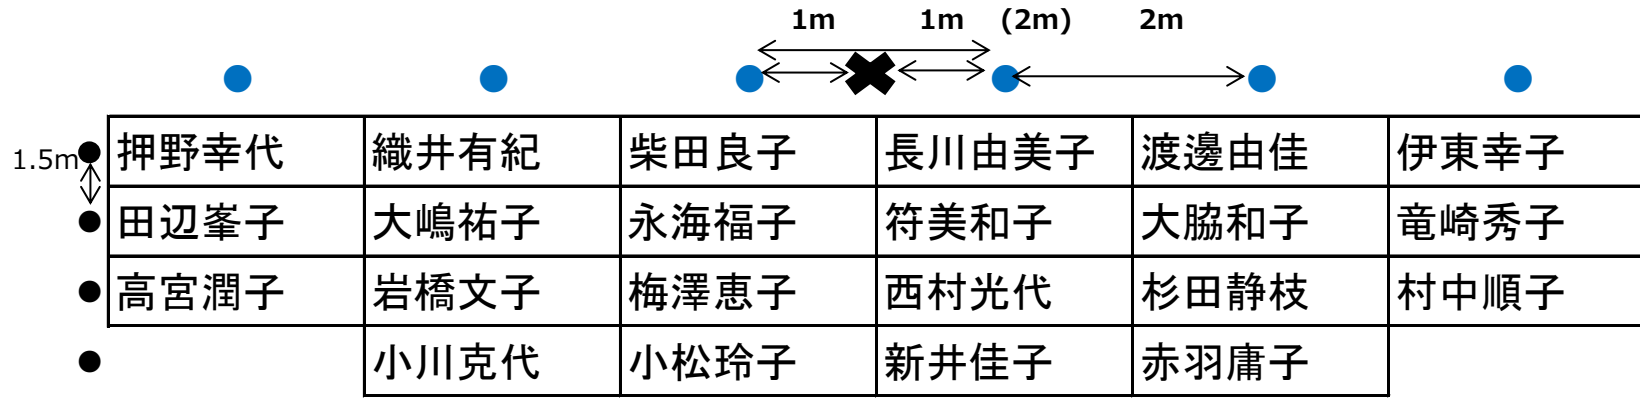 1m 1m (2m) 2m
1.5m 押野幸代 織井有紀 柴田良子 長川由美子 渡邊由佳 伊東幸子
田辺峯子 大嶋祐子 永海福子 符美和子 大脇和子 竜崎秀子
高宮潤子 岩橋文子 梅澤恵子 西村光代 杉田静枝 村中順子
小川克代 小松玲子 新井佳子 赤羽庸子